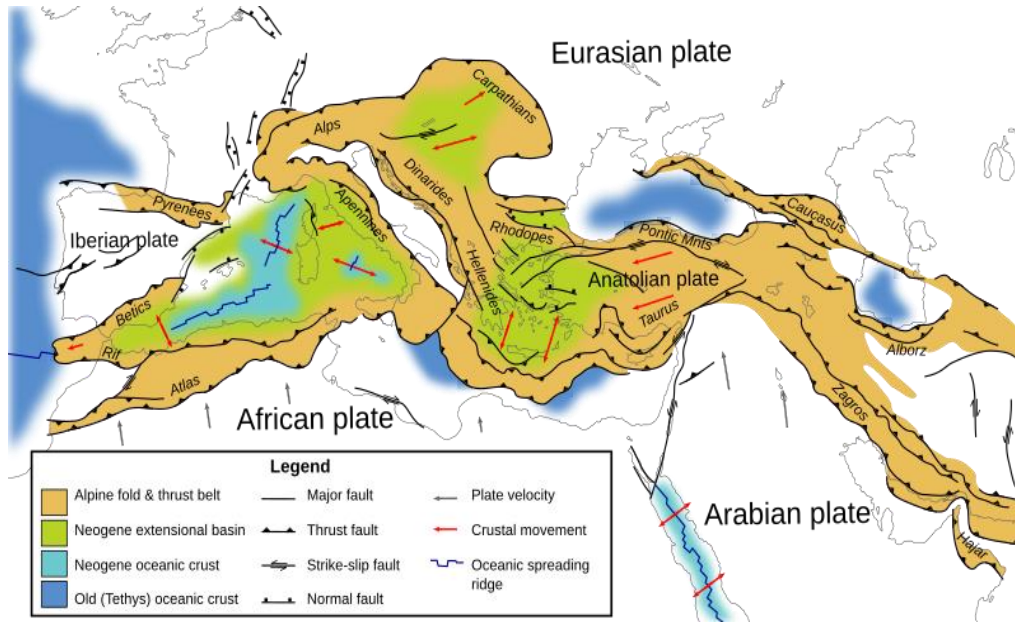 Eurasian plate
Carpathians
Alps
Dinarides
Pyrenees
Apennines
Caucasus
Iberian plate
Rhodopes
Pontic Mnts
Hellenides
Anatolian plate
Betics
Taurus
Rif
Alborz
Atlas
Zagros
African plate
Arabian plate
Hajar
Legend
Alpine fold & thrust belt
Major fault
Plate velocity
Neogene extensional basin
Thrust fault
Crustal movement
Neogene oceanic crust
Strike-slip fault
Oceanic spreading
ridge
Old (Tethys) oceanic crust
Normal fault